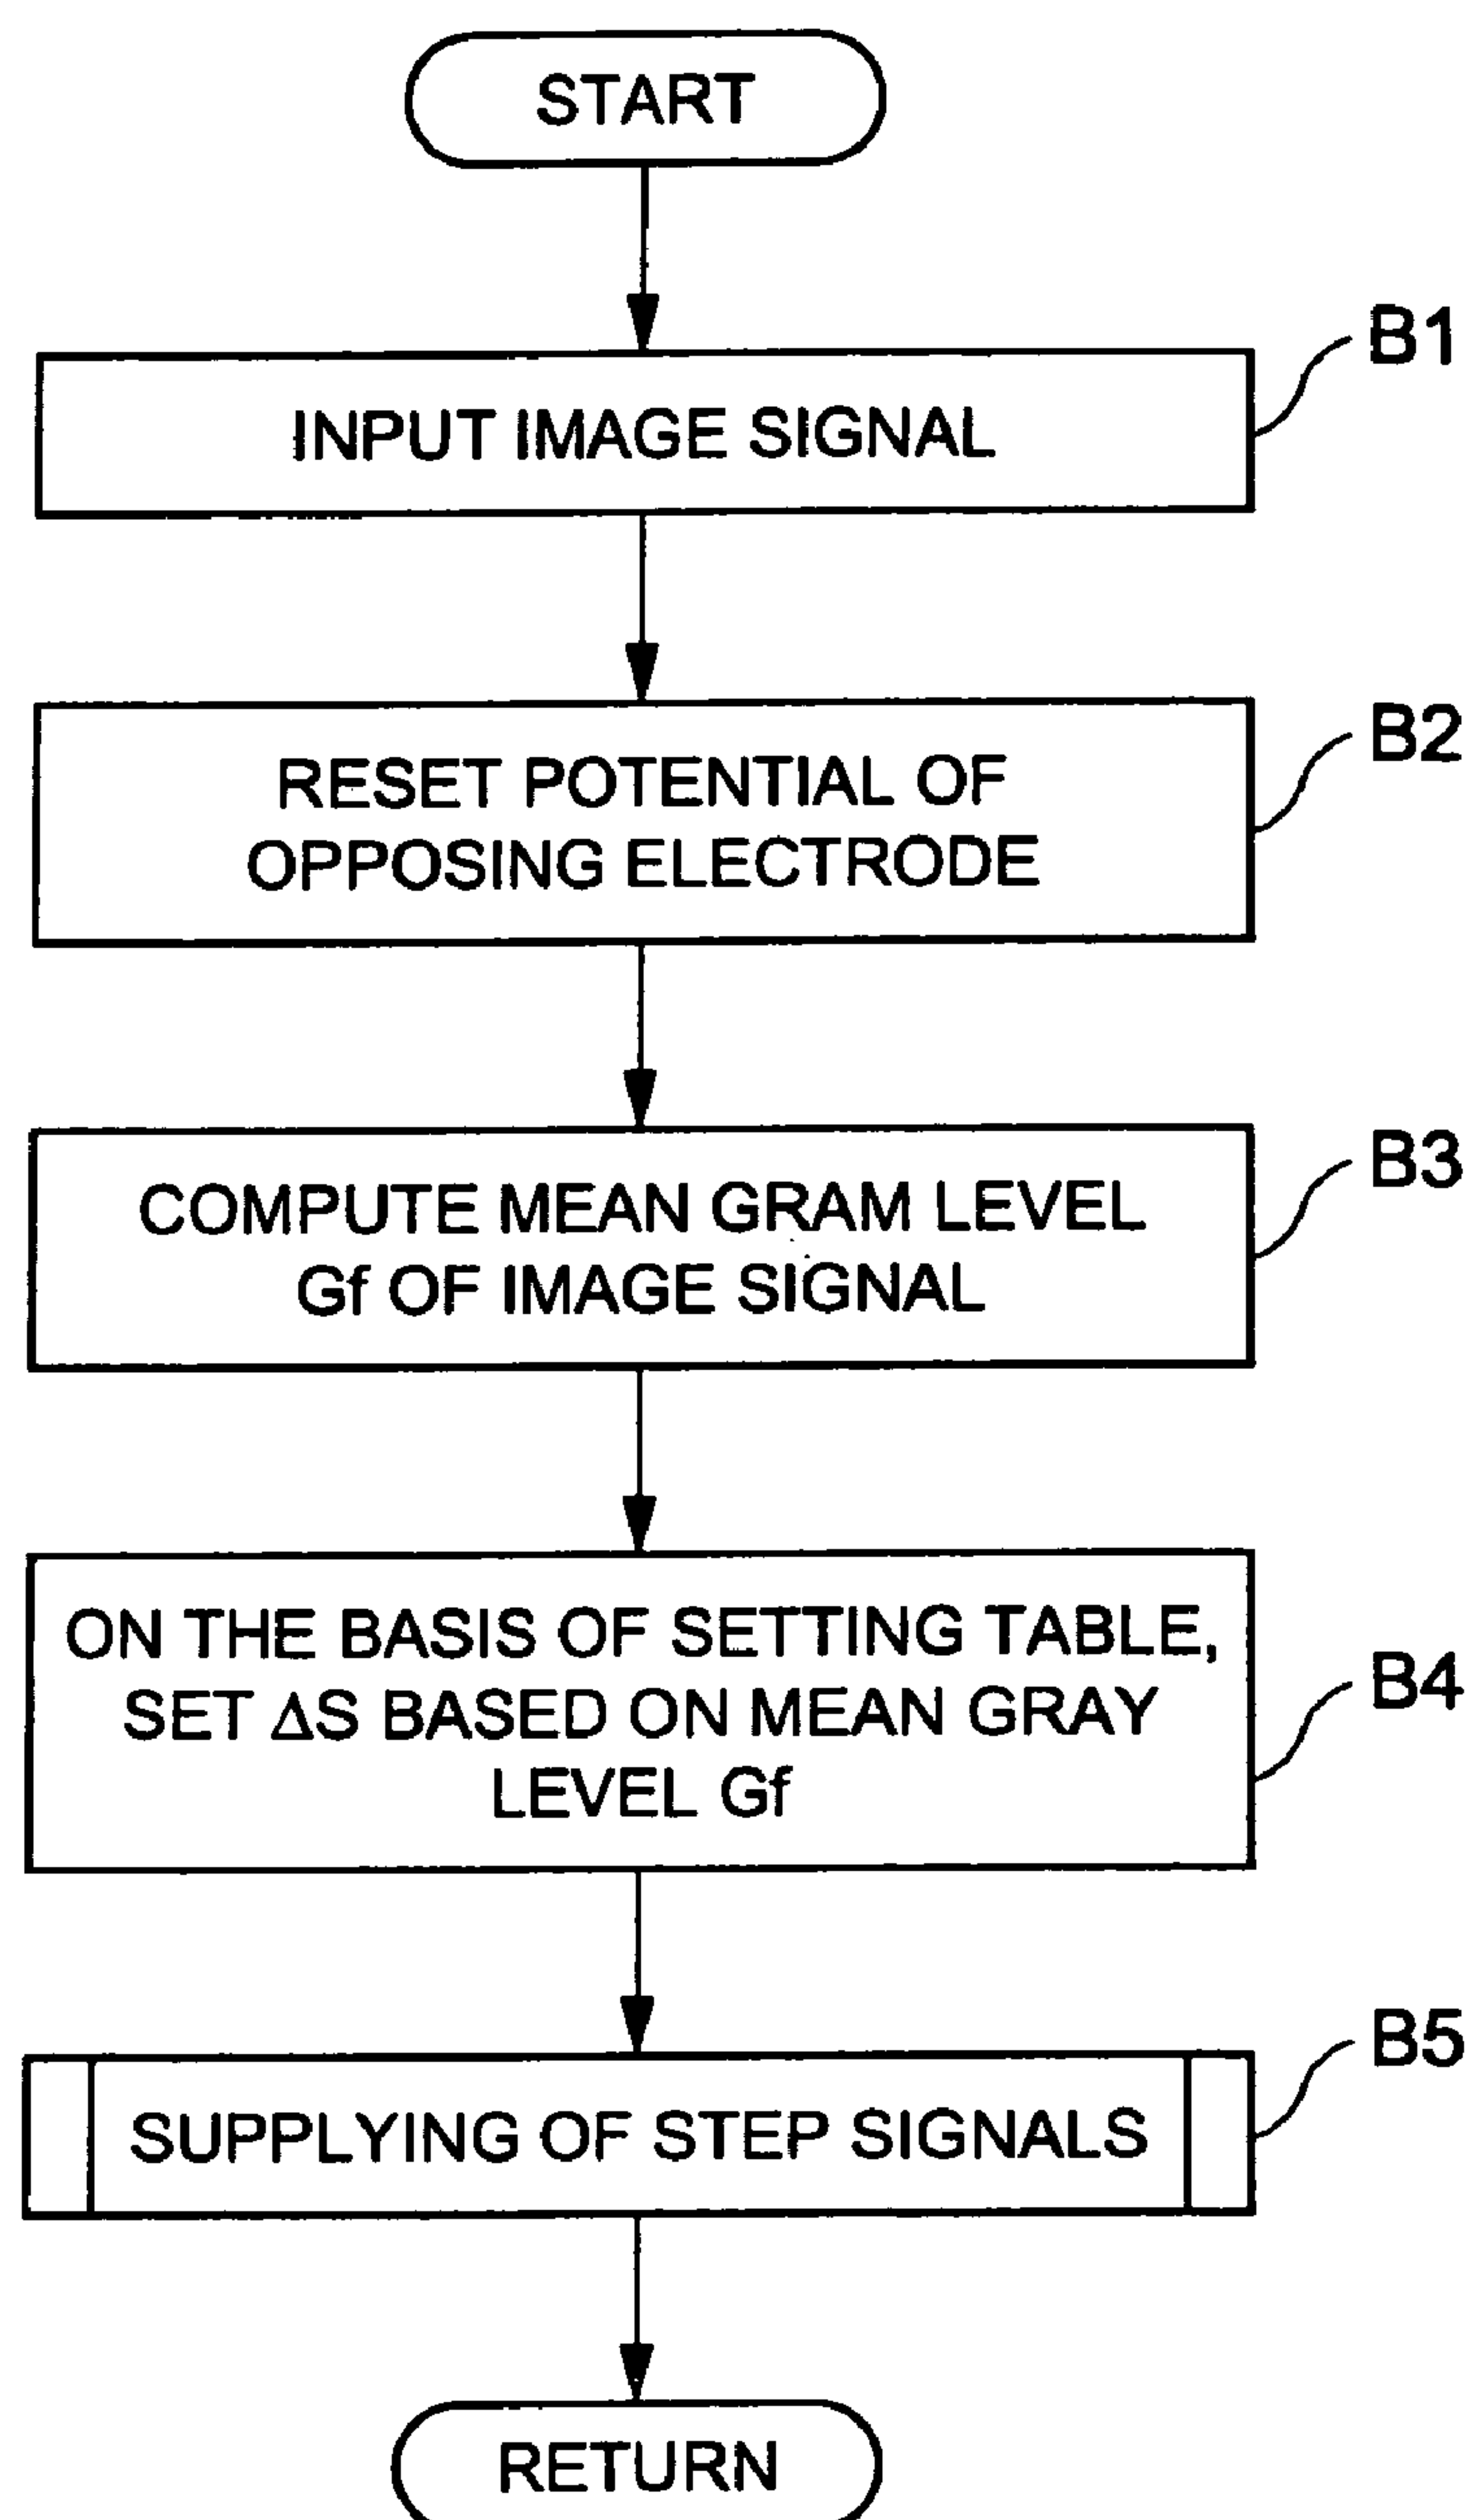 START
B1
INPUT IMAGE SIGNAL
B2
RESET POTENTIAL OF
OPPOSING ELECTRODE
B3
COMPUTE MEAN GRAM LEVEL
Gf OF IMAGE SIGNAL
B4
ON THE BASIS OF SETTING TABLE,
SET ΔS BASED ON MEAN GRAY
LEVEL Gf
B5
SUPPLYING OF STEP SIGNALS
RETURN